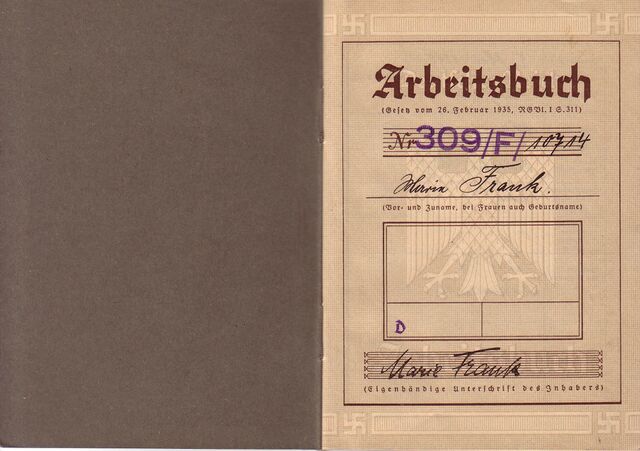 Arbeitsbuch
(Gesetz vom 26. Februar 1935, RGBl. I S. 311)
Nr. 309/F/10714
Frank.
(Vor- und Zuname, bei Frauen auch Geburtsname)
D
Marie Frank
(Eigenhändige Unterschrift des Inhabers)